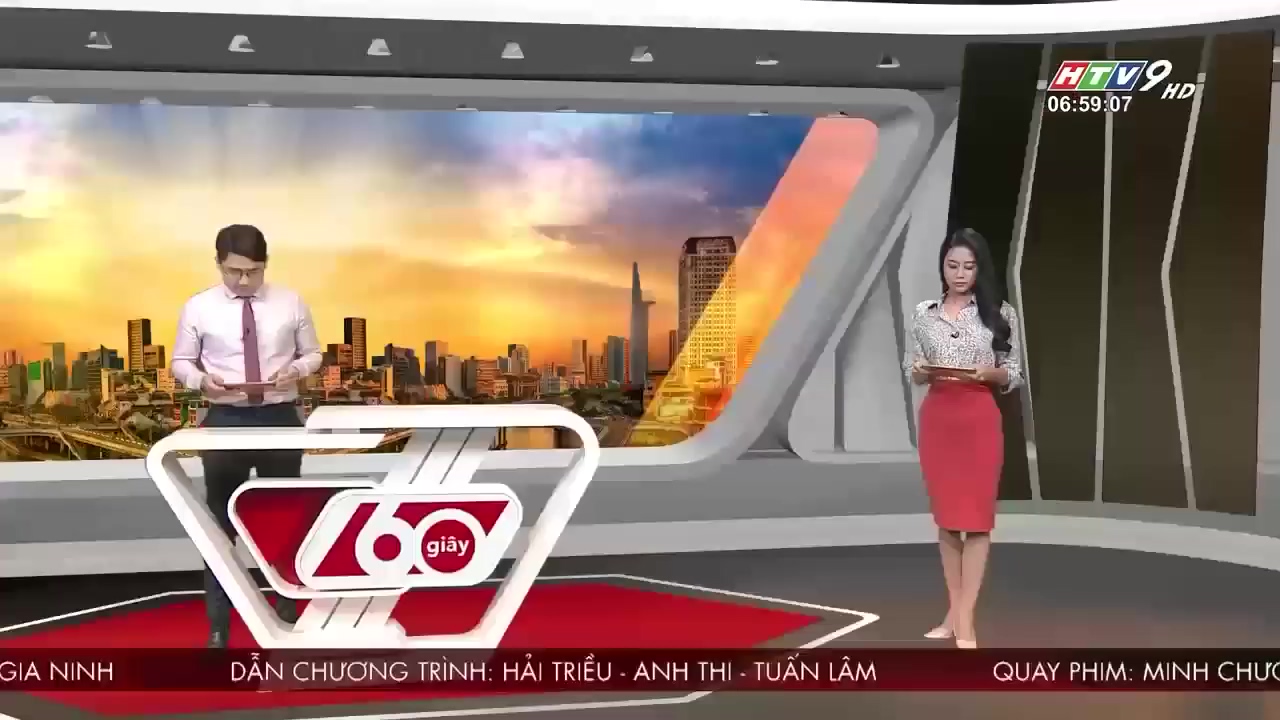 HTV9 HD
06:59:07
60 giây
GIA NINH DẪN CHƯƠNG TRÌNH: HẢI TRIỀU - ANH THI - TUẤN LÂM QUAY PHIM: MINH